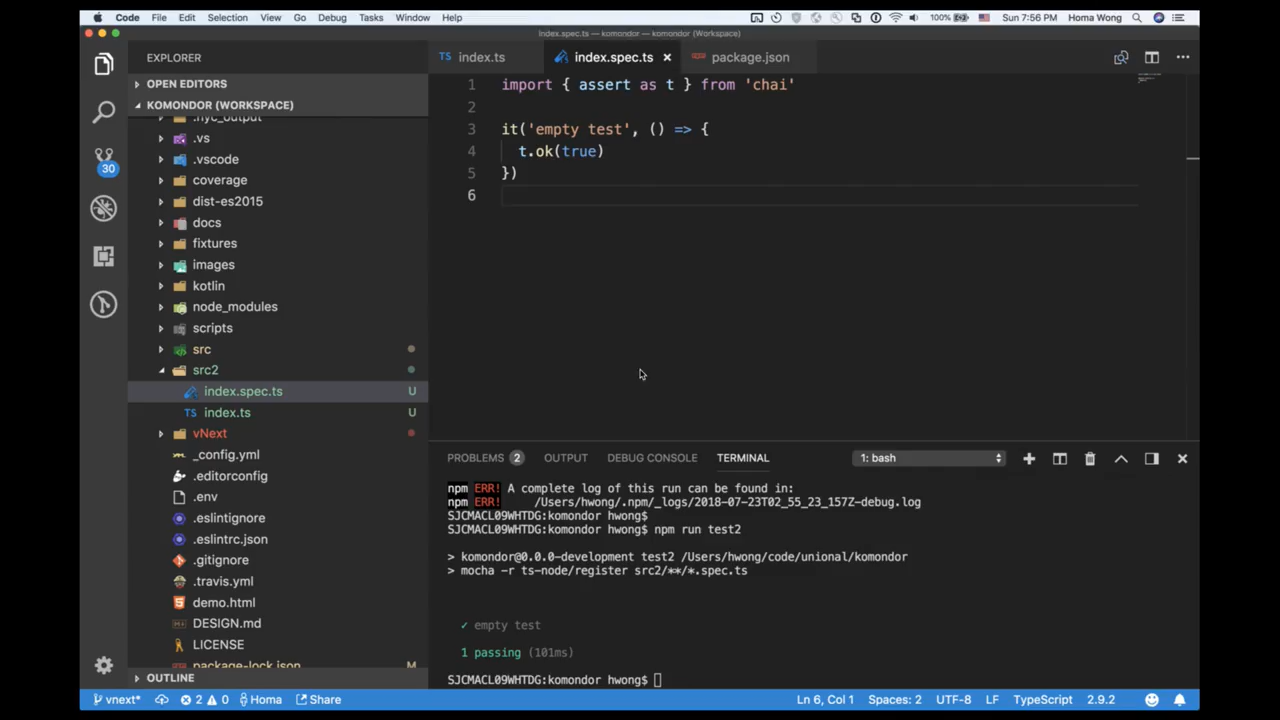 Code File Edit Selection View Go Debug Tasks Window Help 100% Sun 7:56 PM Homa Wong
index.spec.ts — komondor — komondor (Workspace)
EXPLORER
OPEN EDITORS
KOMONDOR (WORKSPACE)
.nyc_output
.vs
.vscode
coverage
dist-es2015
docs
fixtures
images
kotlin
node_modules
scripts
src
src2
index.spec.ts U
TS index.ts U
vNext
_config.yml
.editorconfig
.env
.eslintignore
.eslintrc.json
.gitignore
.travis.yml
demo.html
DESIGN.md
LICENSE
package-lock.json M
OUTLINE
30
TS index.ts index.spec.ts package.json
1 import { assert as t } from 'chai'
2
3 it('empty test', () => {
4 t.ok(true)
5 })
6
PROBLEMS 2 OUTPUT DEBUG CONSOLE TERMINAL 1: bash
npm ERR! A complete log of this run can be found in:
npm ERR! /Users/hwong/.npm/_logs/2018-07-23T02_55_23_157Z-debug.log
SJCMACL09WHTDG:komondor hwong$
SJCMACL09WHTDG:komondor hwong$ npm run test2
> komondor@0.0.0-development test2 /Users/hwong/code/unional/komondor
> mocha -r ts-node/register src2/**/*.spec.ts
✓ empty test
1 passing (101ms)
SJCMACL09WHTDG:komondor hwong$
vnext* 2 0 Homa Share Ln 6, Col 1 Spaces: 2 UTF-8 LF TypeScript 2.9.2